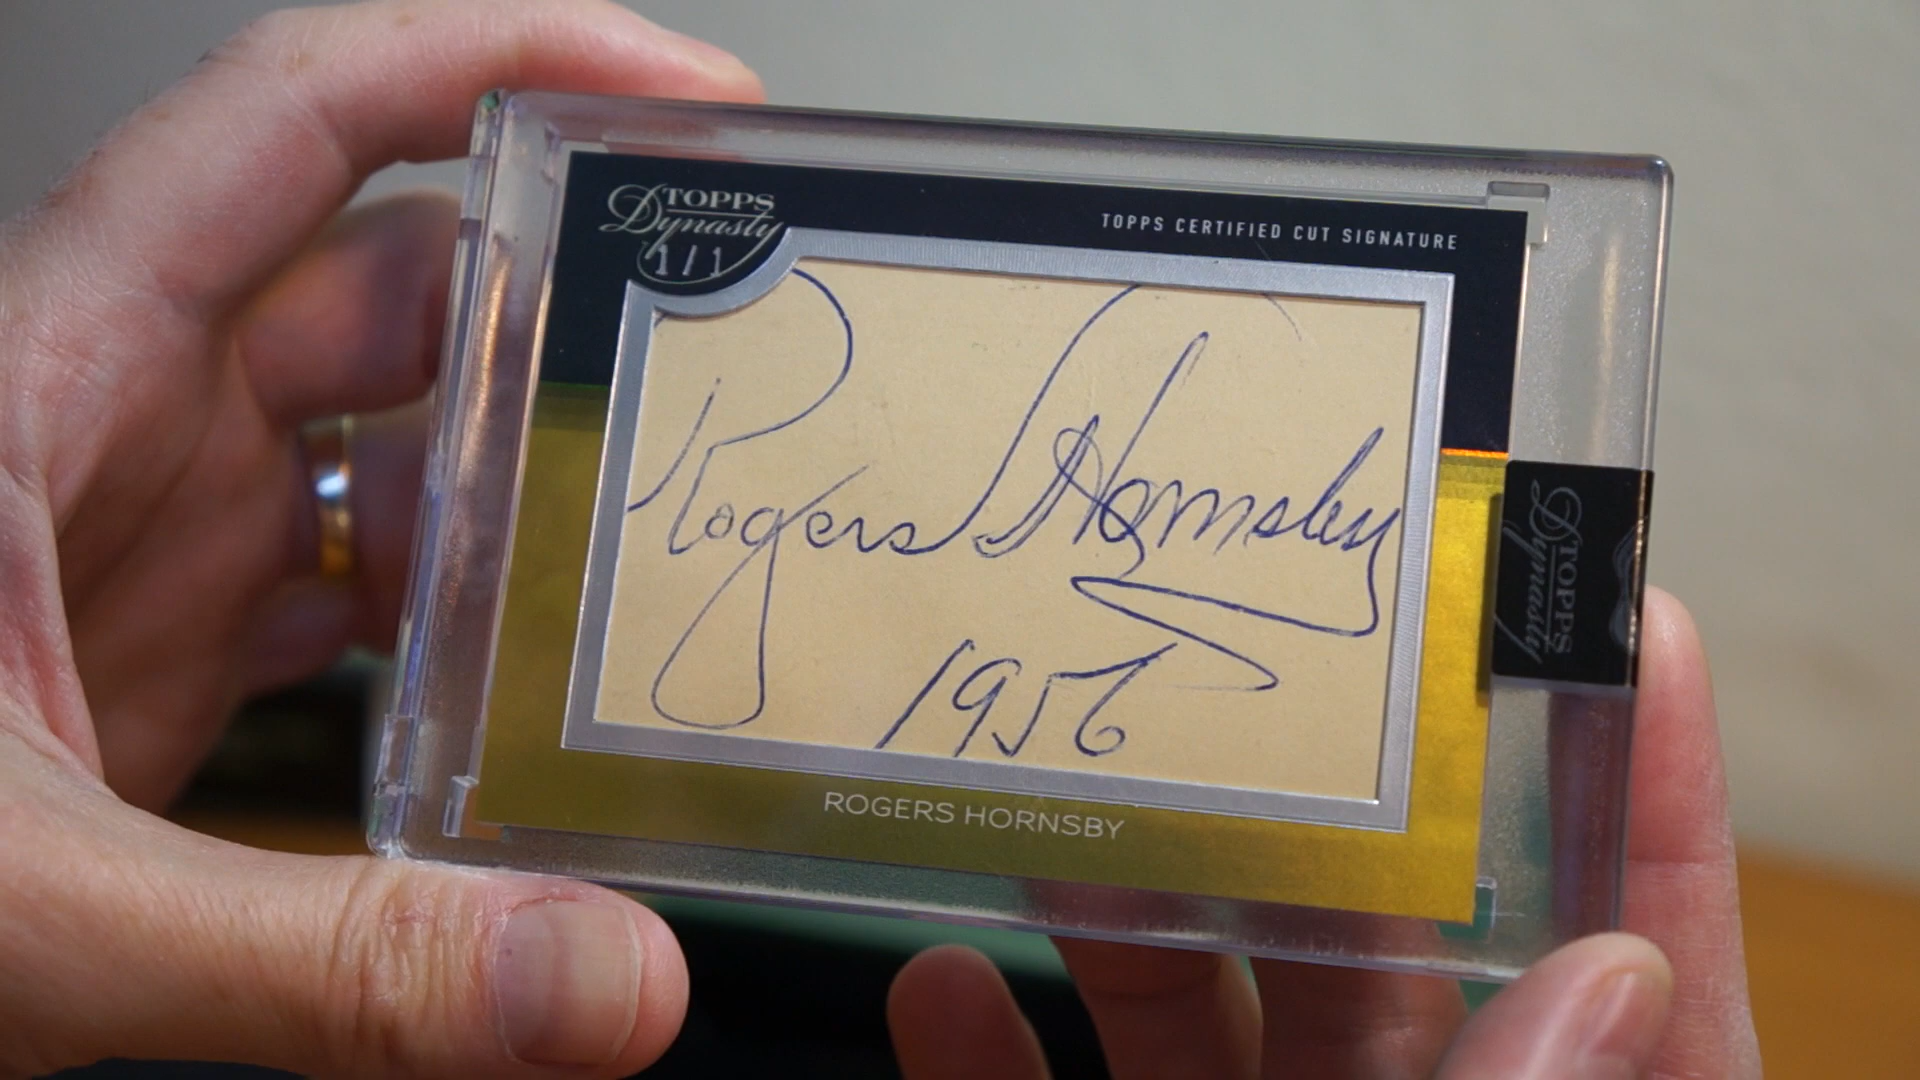 TOPPS
Dynasty
1/1
TOPPS CERTIFIED CUT SIGNATURE
Rogers Hornsby
1956
ROGERS HORNSBY
TOPPS
Dynasty